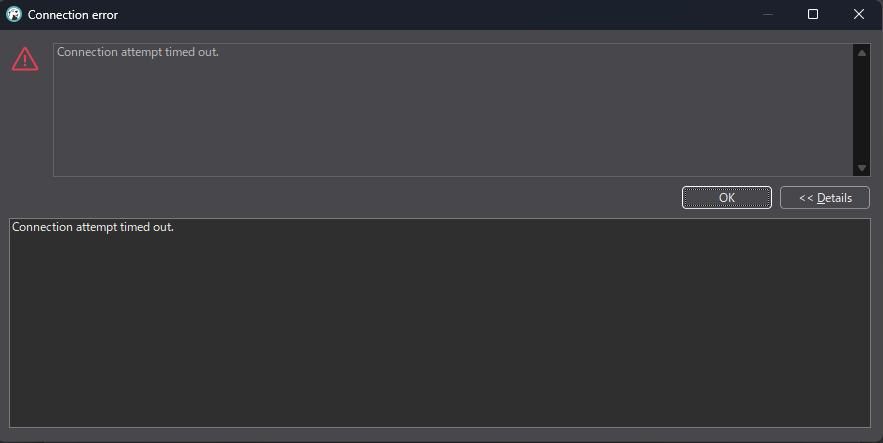 Connection error
Connection attempt timed out.
OK
<< Details
Connection attempt timed out.